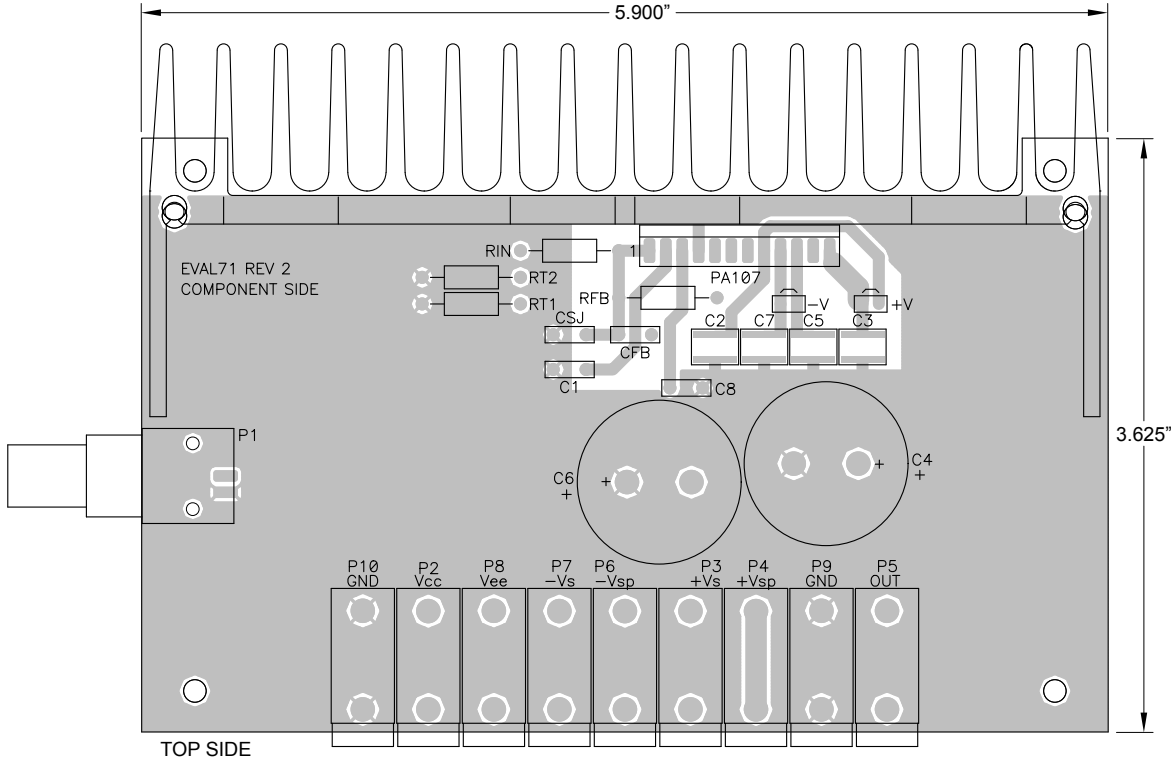 5.900”
RIN
1
EVAL71 REV 2
COMPONENT SIDE
RT2
PA107
RT1
RFB
-V
+V
CSJ
C2
C7
C5
C3
CFB
C1
C8
3.625”
P1
C6
+
+
+
C4
+
P10
GND
P2
Vcc
P8
Vee
P7
-Vs
P6
-Vsp
P3
+Vs
P4
+Vsp
P9
GND
P5
OUT
TOP SIDE